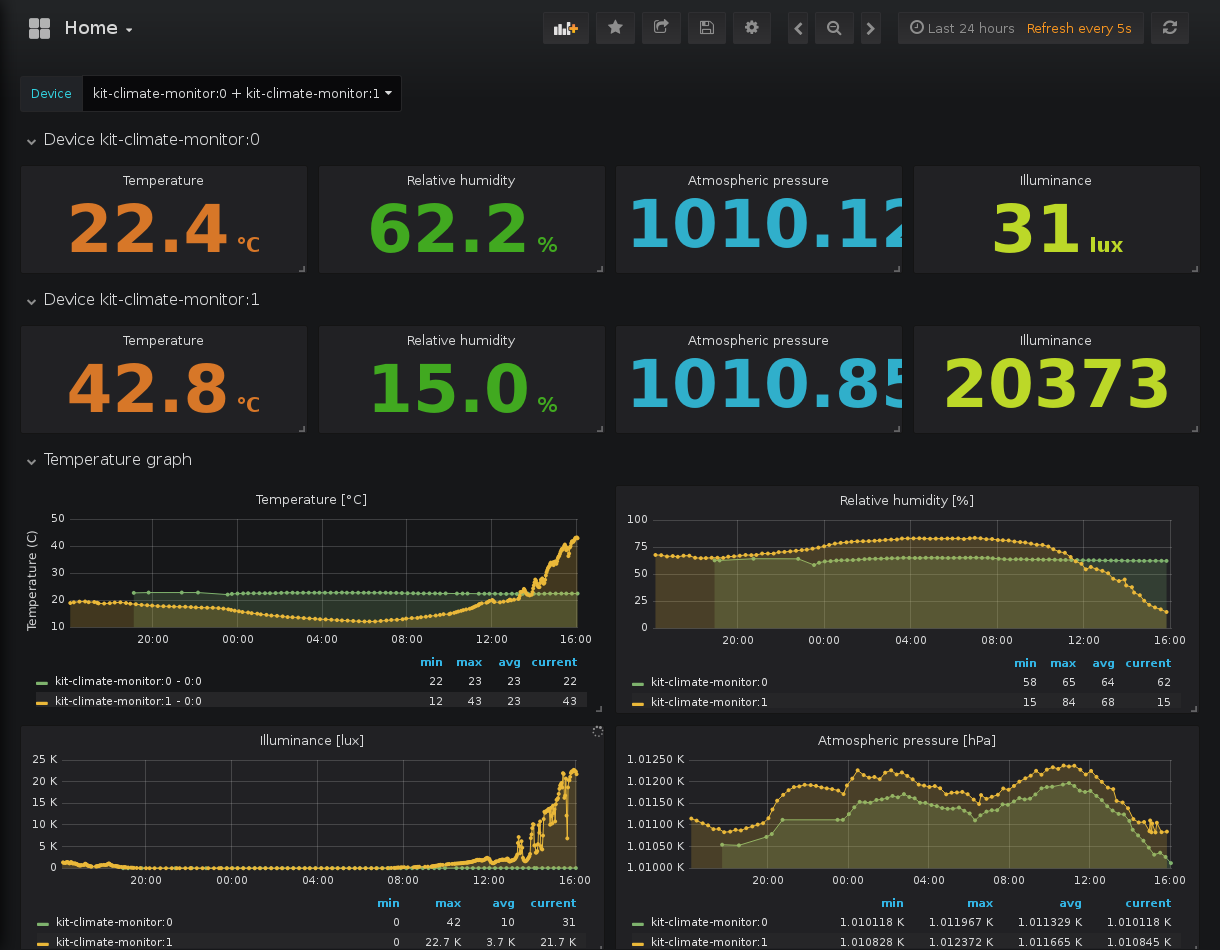 Home
Last 24 hours Refresh every 5s
Device kit-climate-monitor:0 + kit-climate-monitor:1
Device kit-climate-monitor:0
Temperature Relative humidity Atmospheric pressure Illuminance
22.4 °C 62.2 % 1010.12 31 lux
Device kit-climate-monitor:1
Temperature Relative humidity Atmospheric pressure Illuminance
42.8 °C 15.0 % 1010.85 20373
Temperature graph
Temperature [°C]
Temperature (C)
50
40
30
20
10
20:00 00:00 04:00 08:00 12:00 16:00
min max avg current
kit-climate-monitor:0 - 0:0 22 23 23 22
kit-climate-monitor:1 - 0:0 12 43 23 43
Relative humidity [%]
100
75
50
25
0
20:00 00:00 04:00 08:00 12:00 16:00
min max avg current
kit-climate-monitor:0 58 65 64 62
kit-climate-monitor:1 15 84 68 15
Illuminance [lux]
25 K
20 K
15 K
10 K
5 K
0
20:00 00:00 04:00 08:00 12:00 16:00
min max avg current
kit-climate-monitor:0 0 42 10 31
kit-climate-monitor:1 0 22.7 K 3.7 K 21.7 K
Atmospheric pressure [hPa]
1.01250 K
1.01200 K
1.01150 K
1.01100 K
1.01050 K
1.01000 K
20:00 00:00 04:00 08:00 12:00 16:00
min max avg current
kit-climate-monitor:0 1.010118 K 1.011967 K 1.011329 K 1.010118 K
kit-climate-monitor:1 1.010828 K 1.012372 K 1.011665 K 1.010845 K